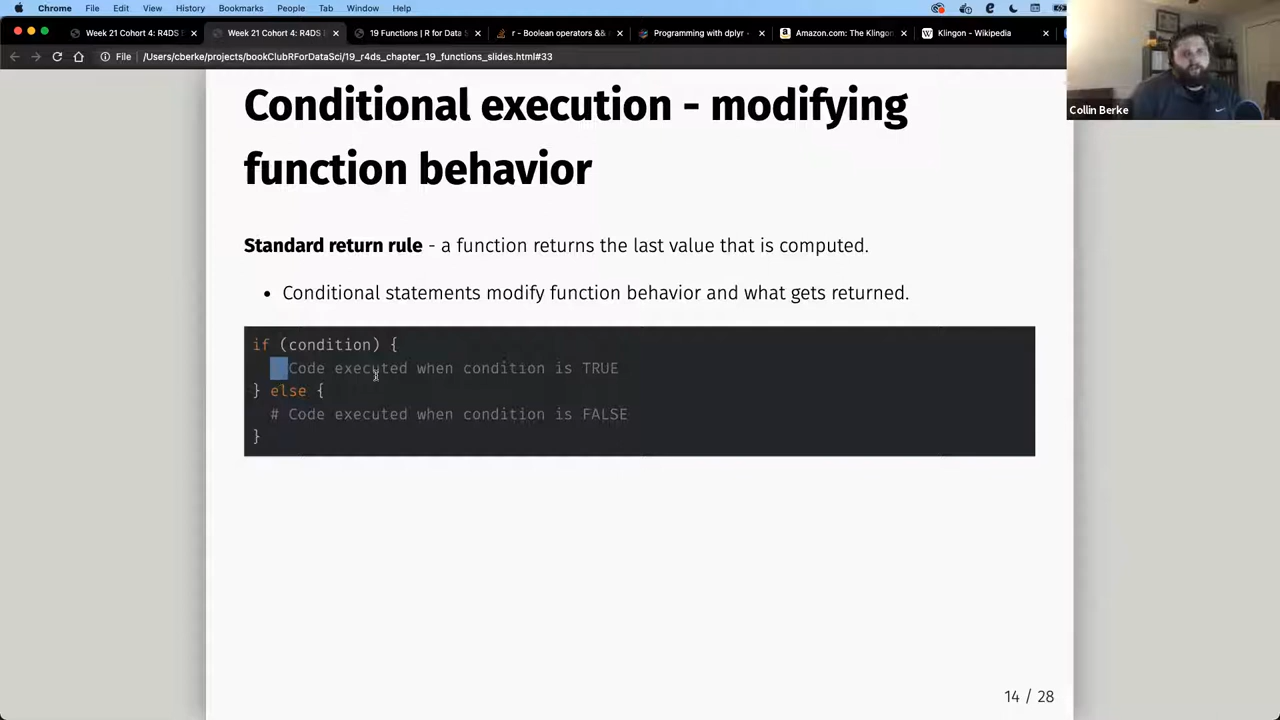 Chrome File Edit View History Bookmarks People Tab Window Help
Week 21 Cohort 4: R4DS E
Week 21 Cohort 4: R4DS
19 Functions | R for Data
r - Boolean operators &&
Programming with dplyr
Amazon.com: The Klingon
Klingon - Wikipedia
File /Users/cberke/projects/bookClubRForDataSci/19_r4ds_chapter_19_functions_slides.html#33
Collin Berke
Conditional execution - modifying
function behavior
Standard return rule - a function returns the last value that is computed.
• Conditional statements modify function behavior and what gets returned.
if (condition) {
Code executed when condition is TRUE
} else {
# Code executed when condition is FALSE
}
14 / 28